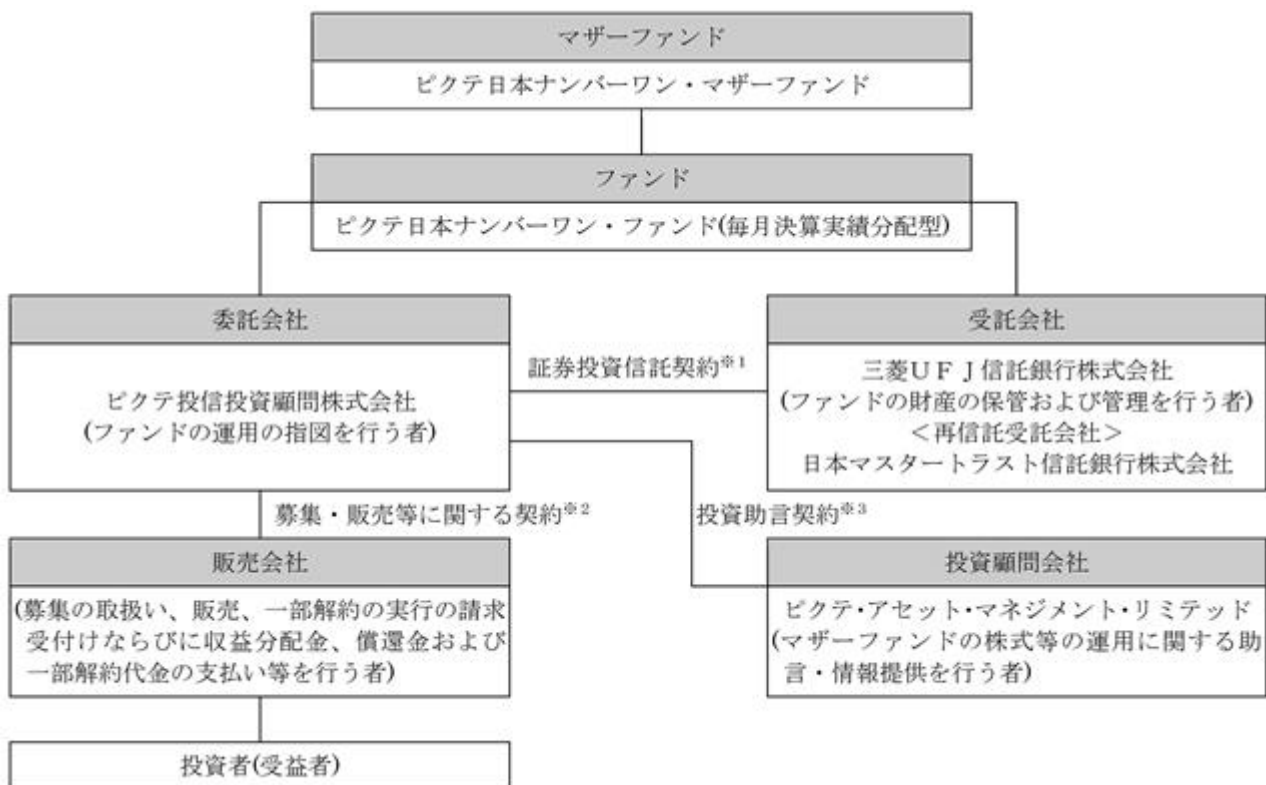 マザーファンド
ピクテ日本ナンバーワン・マザーファンド
ファンド
ピクテ日本ナンバーワン・ファンド(毎月決算実績分配型)
委託会社
ピクテ投信投資顧問株式会社
(ファンドの運用の指図を行う者)
証券投資信託契約※1
受託会社
三菱UFJ信託銀行株式会社
(ファンドの財産の保管および管理を行う者)
<再信託受託会社>
日本マスタートラスト信託銀行株式会社
募集・販売等に関する契約※2
投資助言契約※3
販売会社
(募集の取扱い、販売、一部解約の実行の請求
受付けならびに収益分配金、償還金および
一部解約代金の支払い等を行う者)
投資顧問会社
ピクテ・アセット・マネジメント・リミテッド
(マザーファンドの株式等の運用に関する助
言・情報提供を行う者)
投資者(受益者)